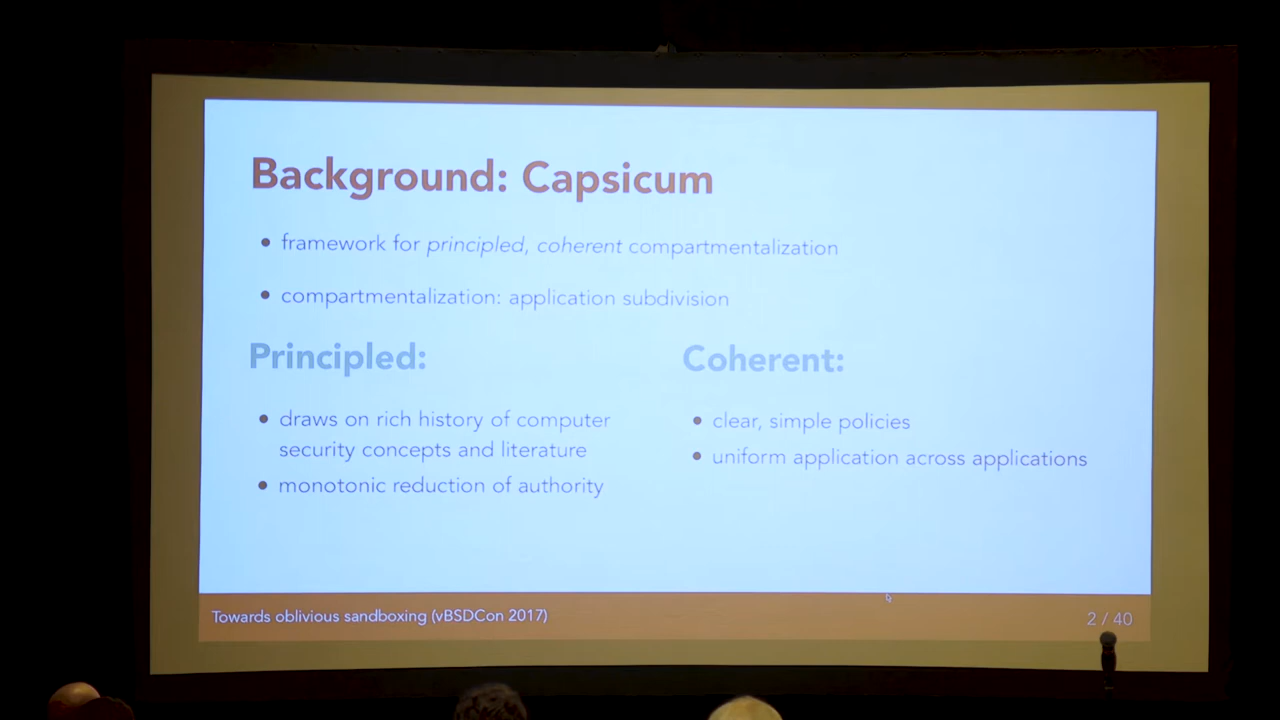 Background: Capsicum
• framework for principled, coherent compartmentalization
• compartmentalization: application subdivision
Principled:
• draws on rich history of computer
security concepts and literature
• monotonic reduction of authority
Coherent:
• clear, simple policies
• uniform application across applications
Towards oblivious sandboxing (vBSDCon 2017)
2 / 40